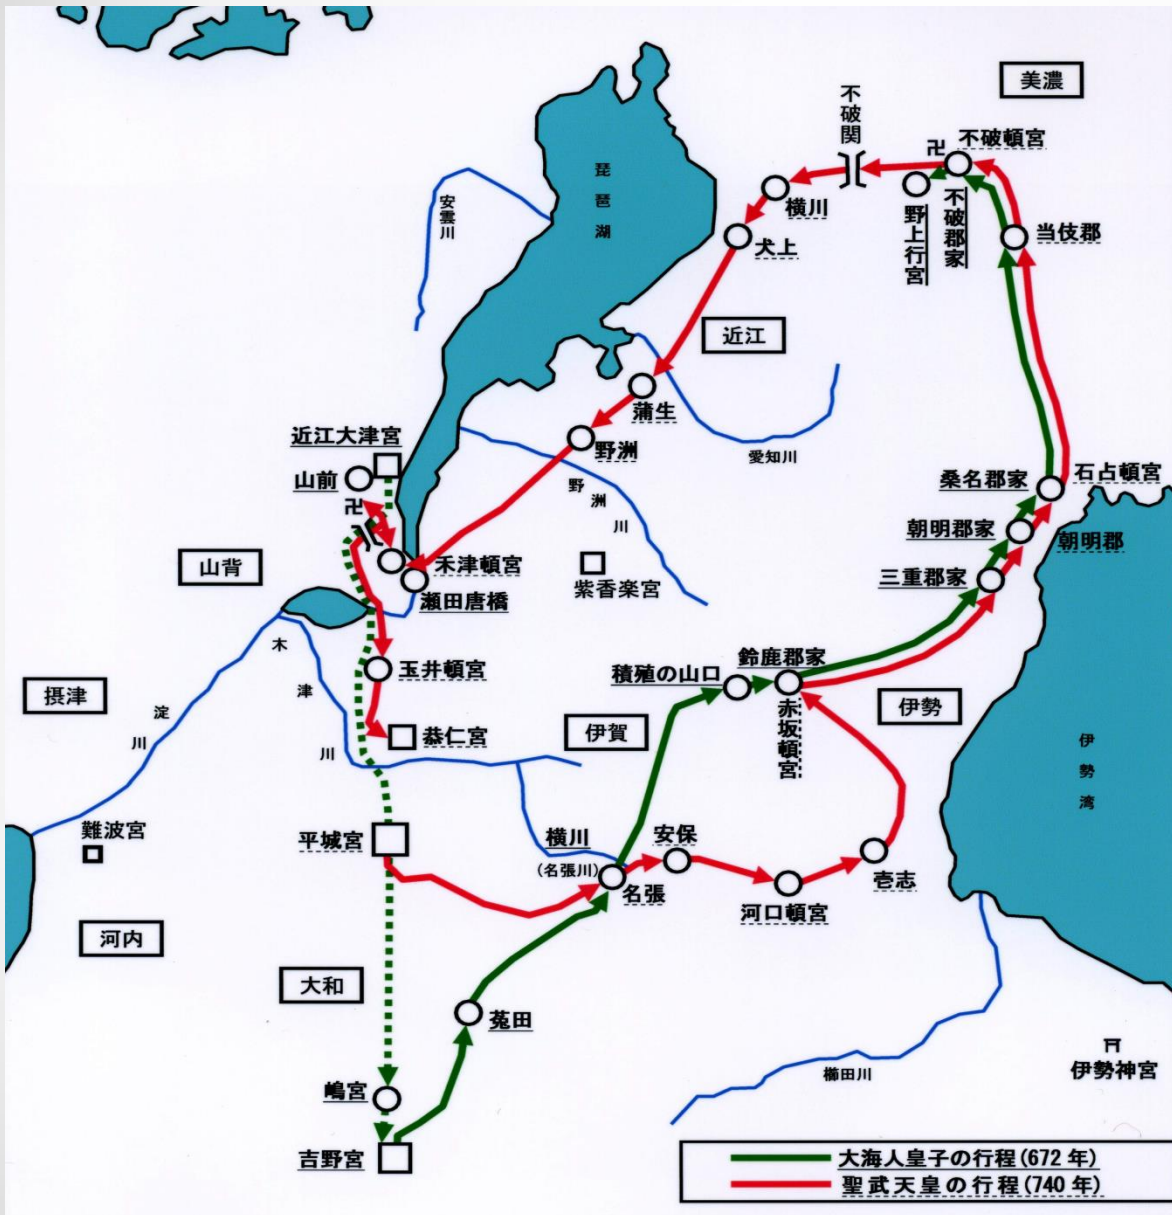 美濃
不破関
卍
不破頓宮
琵琶湖
安曇川
横川
野上行宮
不破郡家
当伎郡
犬上
近江
蒲生
近江大津宮
野洲
愛知川
山前
野洲川
桑名郡家
石占頓宮
卍
朝明郡家
朝明郡
山背
禾津頓宮
紫香楽宮
三重郡家
瀬田唐橋
木津川
玉井頓宮
積殖の山口
鈴鹿郡家
摂津
淀川
恭仁宮
伊賀
赤坂頓宮
伊勢
伊勢湾
難波宮
平城宮
横川
(名張川)
安保
名張
河口頓宮
壱志
河内
大和
菟田
櫛田川
伊勢神宮
嶋宮
吉野宮
大海人皇子の行程(672年)
聖武天皇の行程(740年)